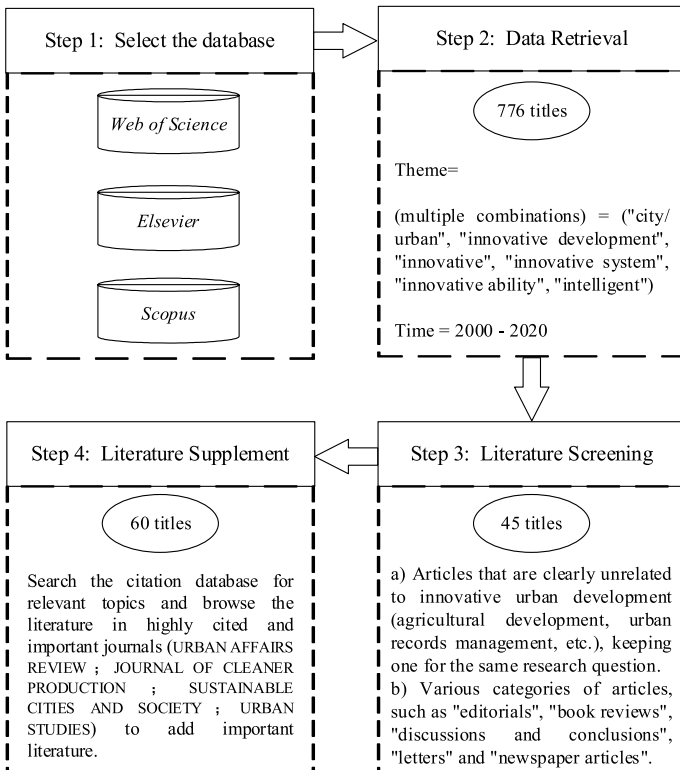 Step 1: Select the database
Web of Science
Elsevier
Scopus
Step 2: Data Retrieval
776 titles
Theme=
(multiple combinations) = ("city/
urban", "innovative development",
"innovative", "innovative system",
"innovative ability", "intelligent")
Time = 2000 - 2020
Step 3: Literature Screening
45 titles
a) Articles that are clearly unrelated
to innovative urban development
(agricultural development, urban
records management, etc.), keeping
one for the same research question.
b) Various categories of articles,
such as "editorials", "book reviews",
"discussions and conclusions",
"letters" and "newspaper articles".
Step 4: Literature Supplement
60 titles
Search the citation database for
relevant topics and browse the
literature in highly cited and
important journals (URBAN AFFAIRS
REVIEW ; JOURNAL OF CLEANER
PRODUCTION ; SUSTAINABLE
CITIES AND SOCIETY ; URBAN
STUDIES) to add important
literature.